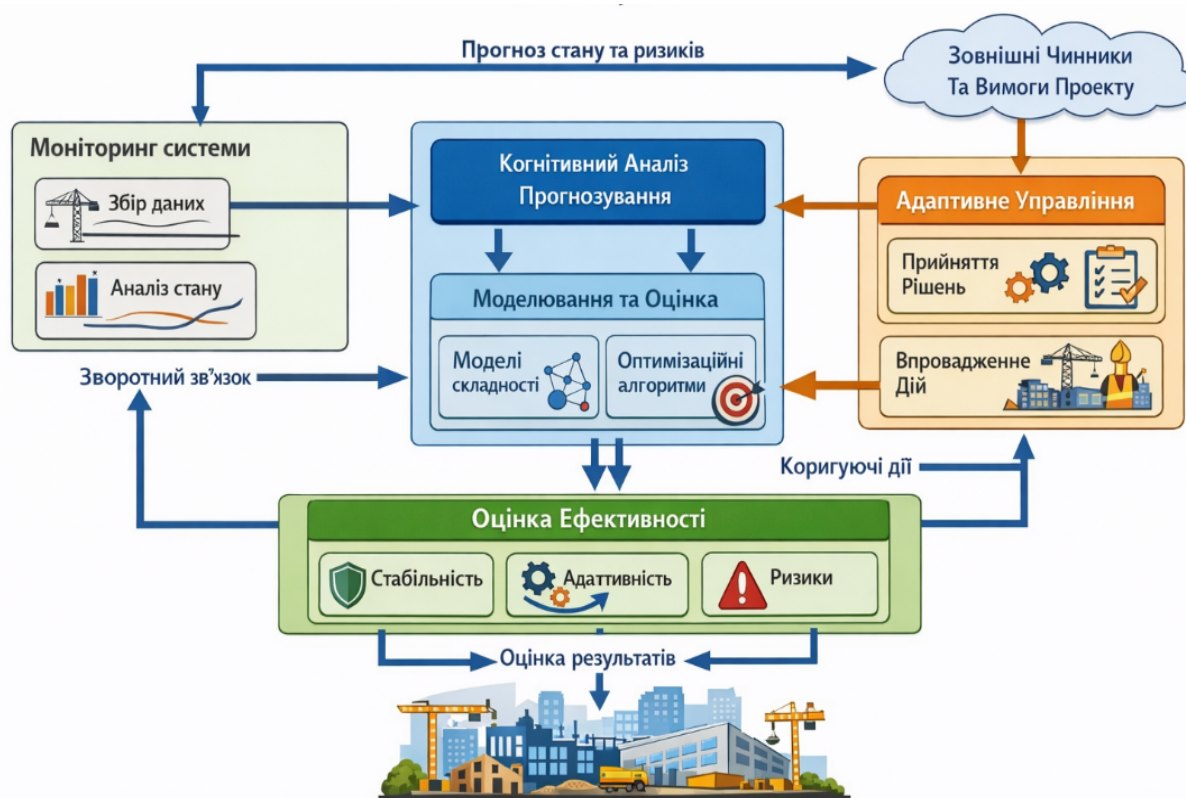 Прогноз стану та ризиків
Зовнішні Чинники
Та Вимоги Проекту
Моніторинг системи
Збір даних
Аналіз стану
Когнітивний Аналіз
Прогнозування
Адаптивне Управління
Прийняття
Рішень
Моделювання та Оцінка
Моделі
складності
Оптимізаційні
алгоритми
Впровадженне
Дій
Зворотний зв'язок
Коригуючі дії
Оцінка Ефективності
Стабільність
Адаттивність
Ризики
Оцінка результатів